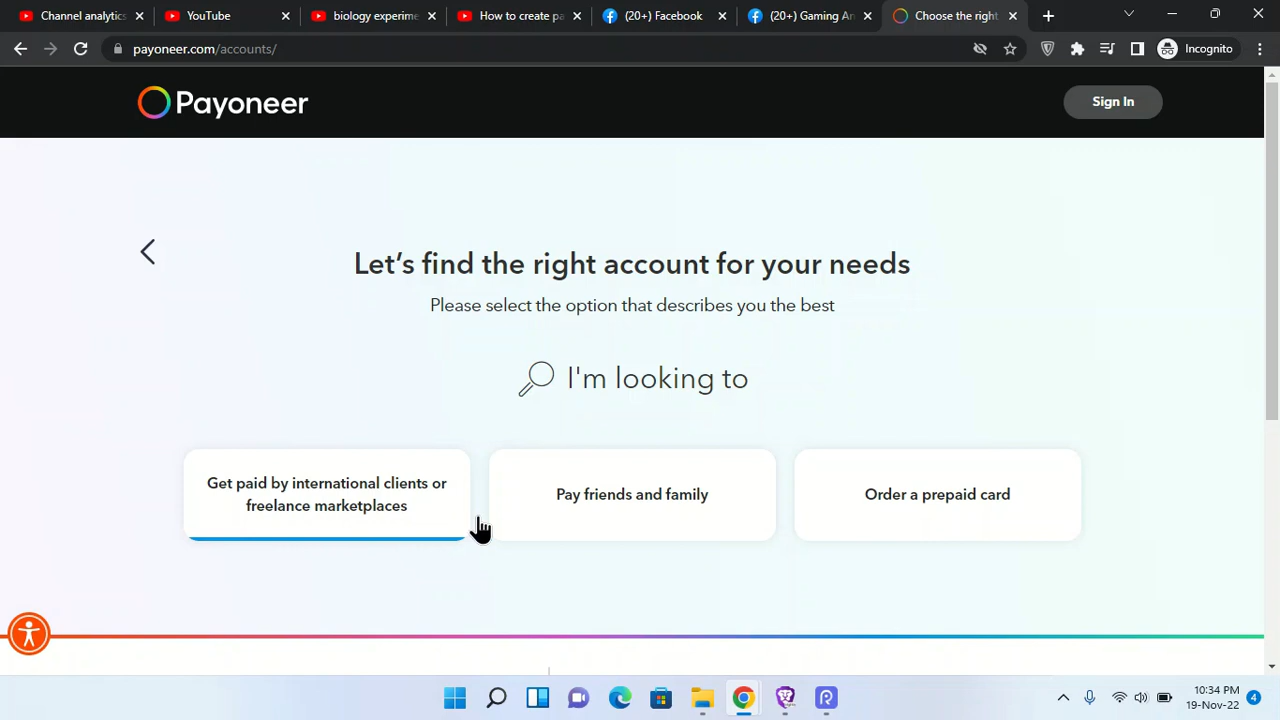 Channel analytics
YouTube
biology experime
How to create pa
(20+) Facebook
(20+) Gaming An
Choose the right
payoneer.com/accounts/
Incognito
Payoneer
Sign In
Let's find the right account for your needs
Please select the option that describes you the best
I'm looking to
Get paid by international clients or
freelance marketplaces
Pay friends and family
Order a prepaid card
10:34 PM
19-Nov-22
4